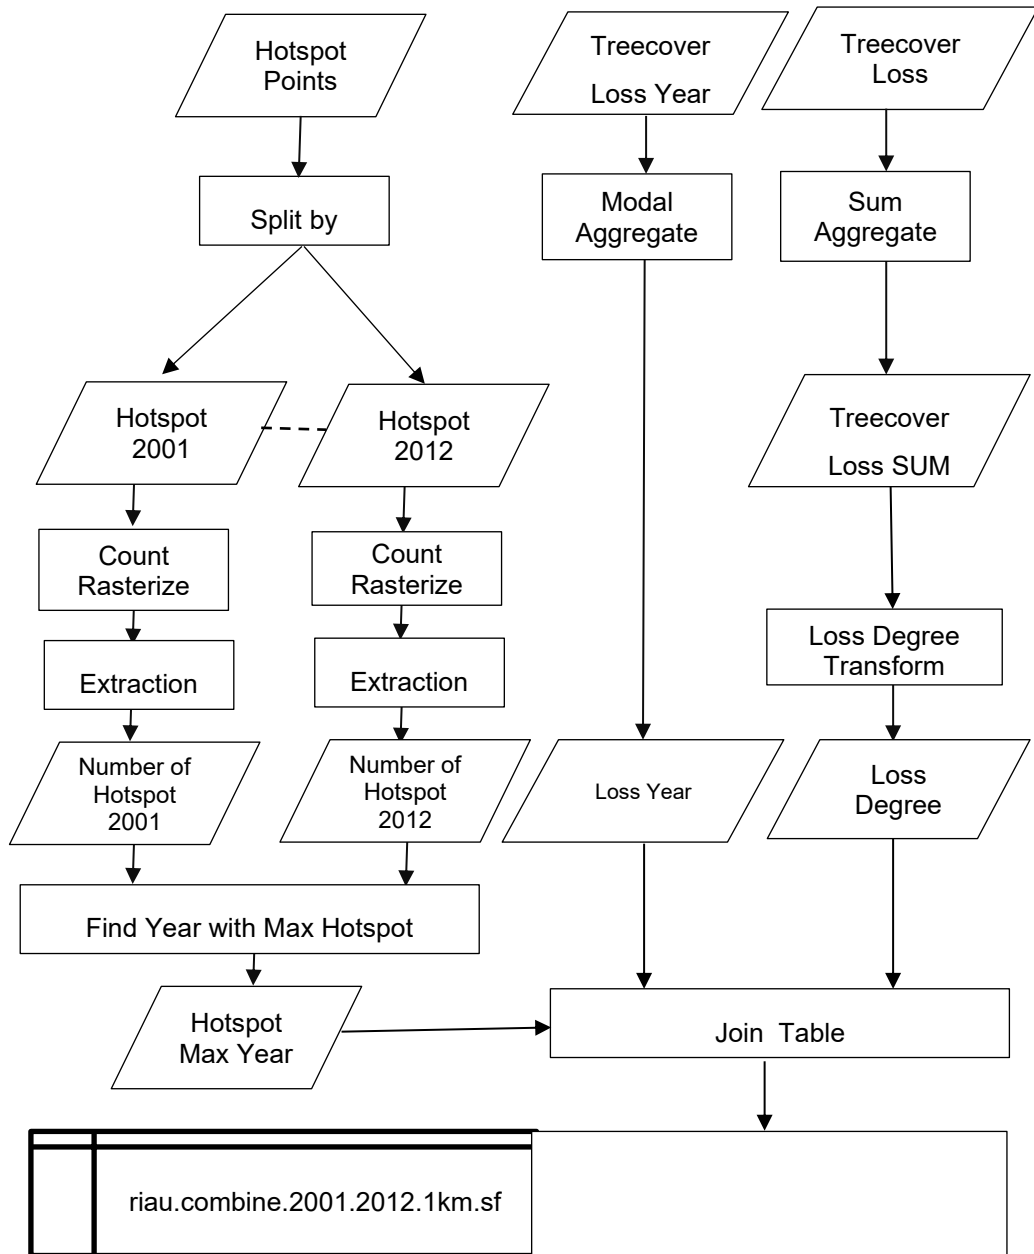 Hotspot
Points
Treecover
Loss Year
Treecover
Loss
Split by
Modal
Aggregate
Sum
Aggregate
Hotspot
2001
Hotspot
2012
Treecover
Loss SUM
Count
Rasterize
Count
Rasterize
Extraction
Extraction
Loss Degree
Transform
Number of
Hotspot
2001
Number of
Hotspot
2012
Loss Year
Loss
Degree
Find Year with Max Hotspot
Hotspot
Max Year
Join Table
riau.combine.2001.2012.1km.sf